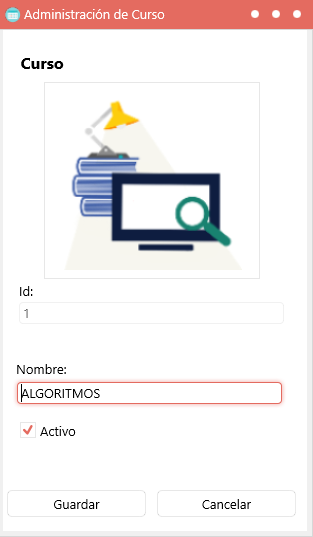 Administración de Curso
Curso
Id:
1
Nombre:
ALGORITMOS
Activo
Guardar Cancelar